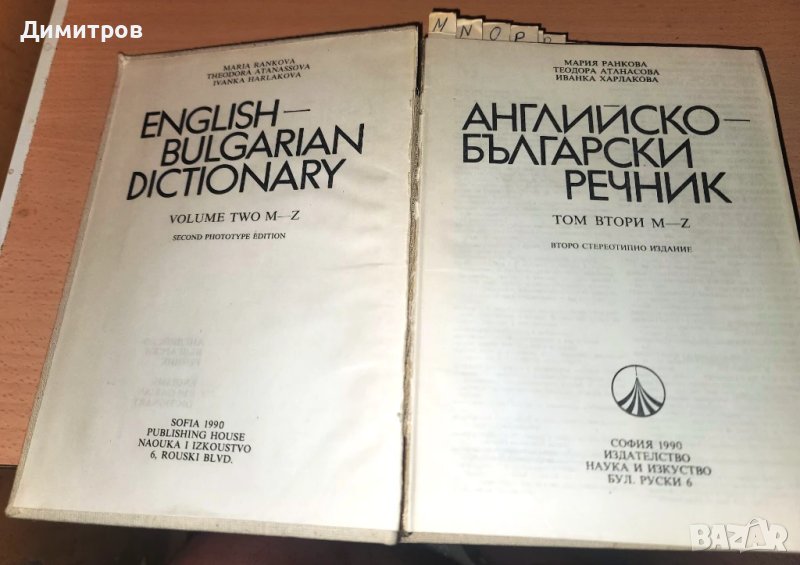 Димитров
MARIA RANKOVA
THEODORA ATANASSOVA
IVANKA HARLAKOVA
ENGLISH—
BULGARIAN
DICTIONARY
VOLUME TWO M—Z
SECOND PHOTOTYPE EDITION
SOFIA 1990
PUBLISHING HOUSE
NAOUKA I IZKOUSTVO
6, ROUSKI BLVD.
M N O P
МАРИЯ РАНКОВА
ТЕОДОРА АТАНАСОВА
ИВАНКА ХАРЛАКОВА
АНГЛИЙСКО—
БЪЛГАРСКИ
РЕЧНИК
ТОМ ВТОРИ M—Z
ВТОРО СТЕРЕОТИПНО ИЗДАНИЕ
СОФИЯ 1990
ИЗДАТЕЛСТВО
НАУКА И ИЗКУСТВО
БУЛ. РУСКИ 6
BAZAR